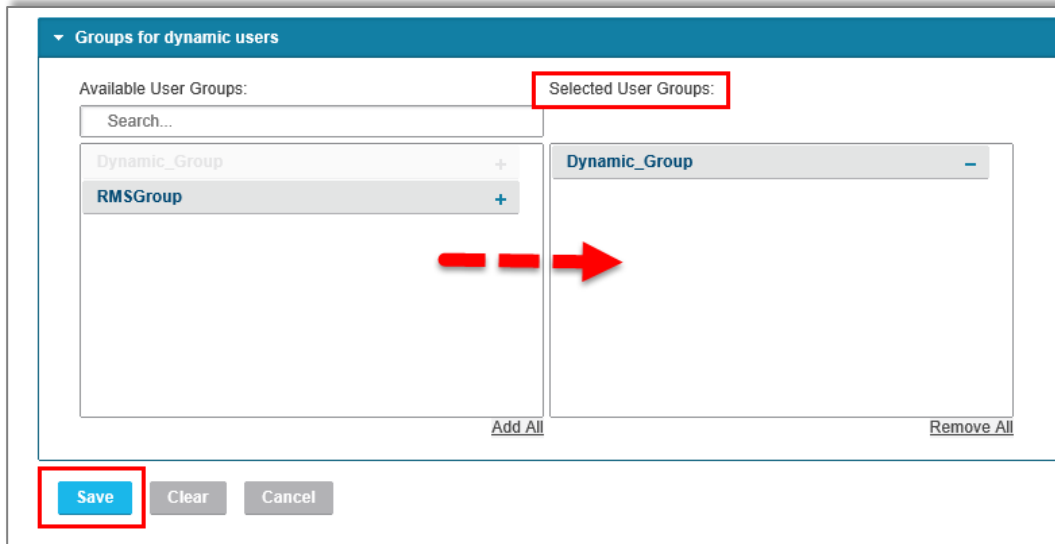 Groups for dynamic users
Available User Groups:
Selected User Groups:
Search...
Dynamic_Group +
RMSGroup +
Dynamic_Group −
Add All
Remove All
Save Clear Cancel